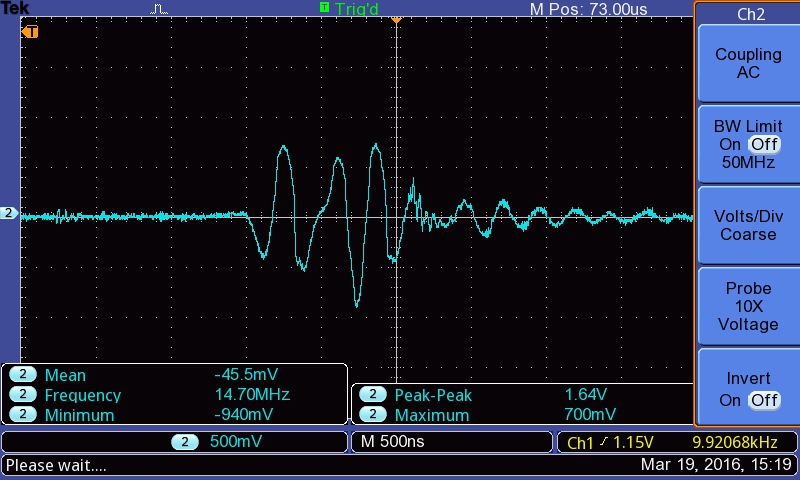 Tek
T Trig'd
M Pos: 73.00us
T
2
Ch2
Coupling
AC
BW Limit
On Off
50MHz
Volts/Div
Coarse
Probe
10X
Voltage
Invert
On Off
2 Mean -45.5mV
2 Frequency 14.70MHz
2 Minimum -940mV
2 Peak-Peak 1.64V
2 Maximum 700mV
2 500mV
M 500ns
Ch1 / 1.15V 9.92068kHz
Please wait....
Mar 19, 2016, 15:19